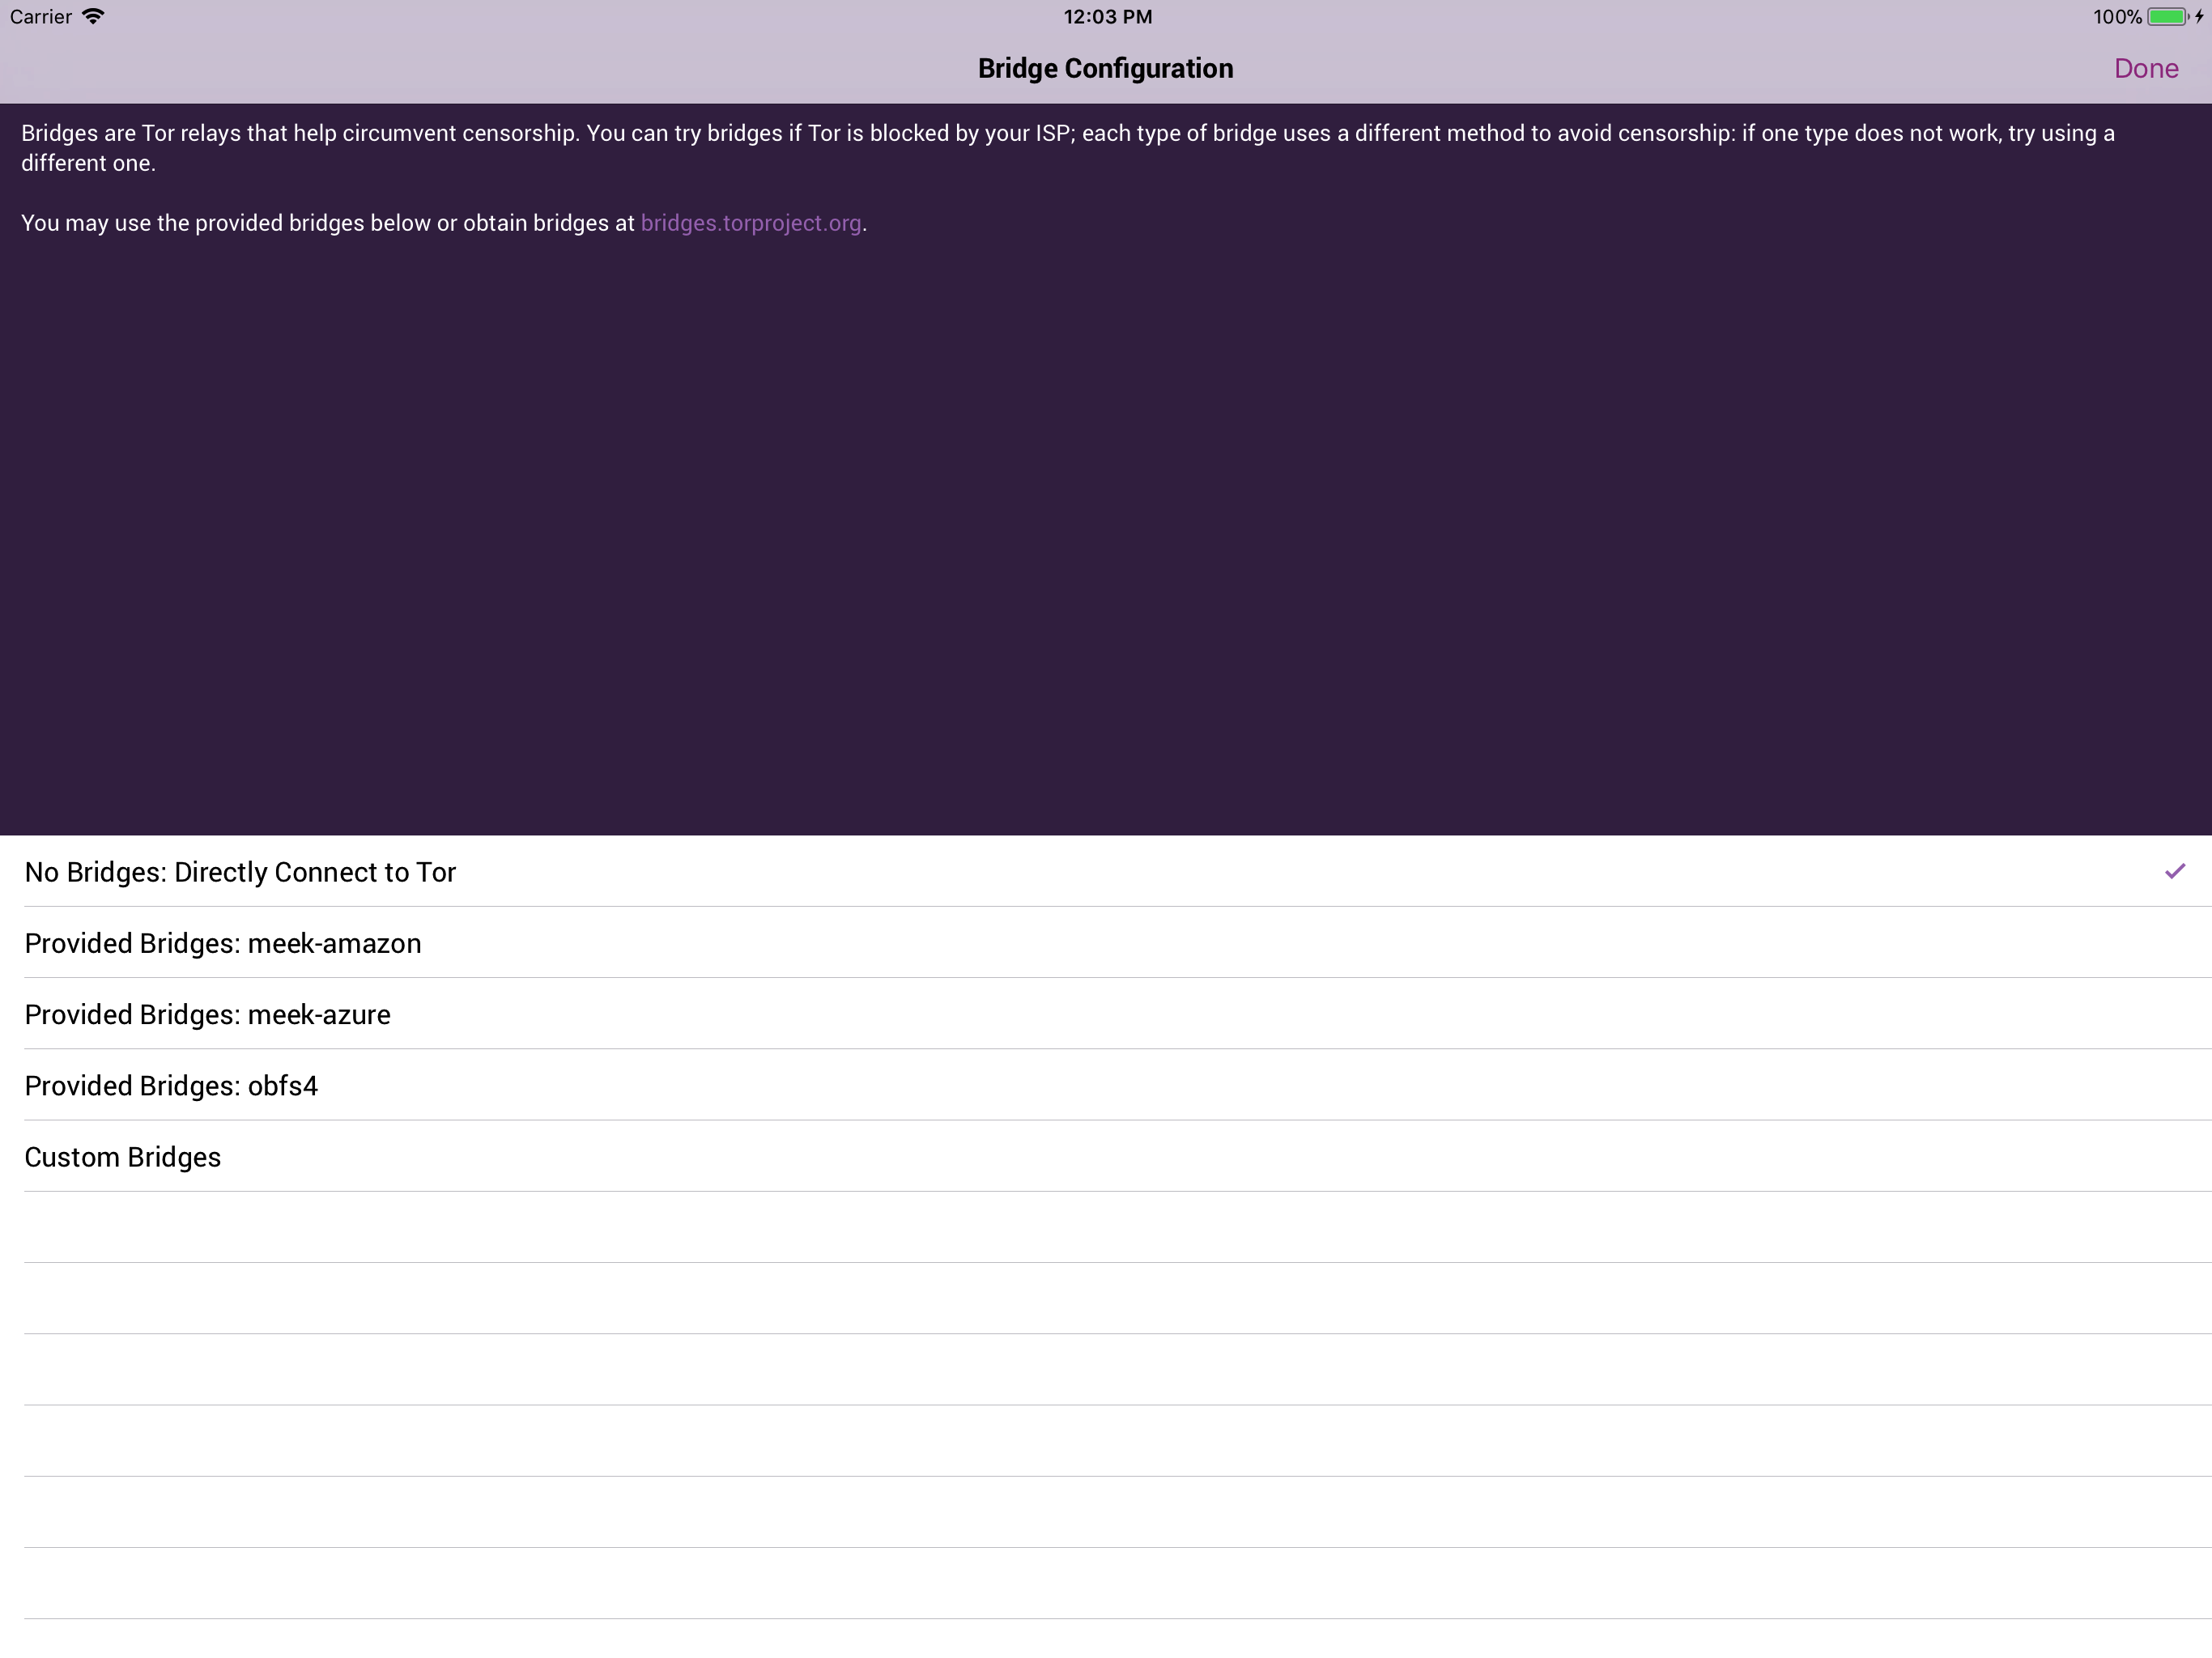 Carrier
12:03 PM
100%
Bridge Configuration
Done
Bridges are Tor relays that help circumvent censorship. You can try bridges if Tor is blocked by your ISP; each type of bridge uses a different method to avoid censorship: if one type does not work, try using a
different one.
You may use the provided bridges below or obtain bridges at bridges.torproject.org.
No Bridges: Directly Connect to Tor
Provided Bridges: meek-amazon
Provided Bridges: meek-azure
Provided Bridges: obfs4
Custom Bridges